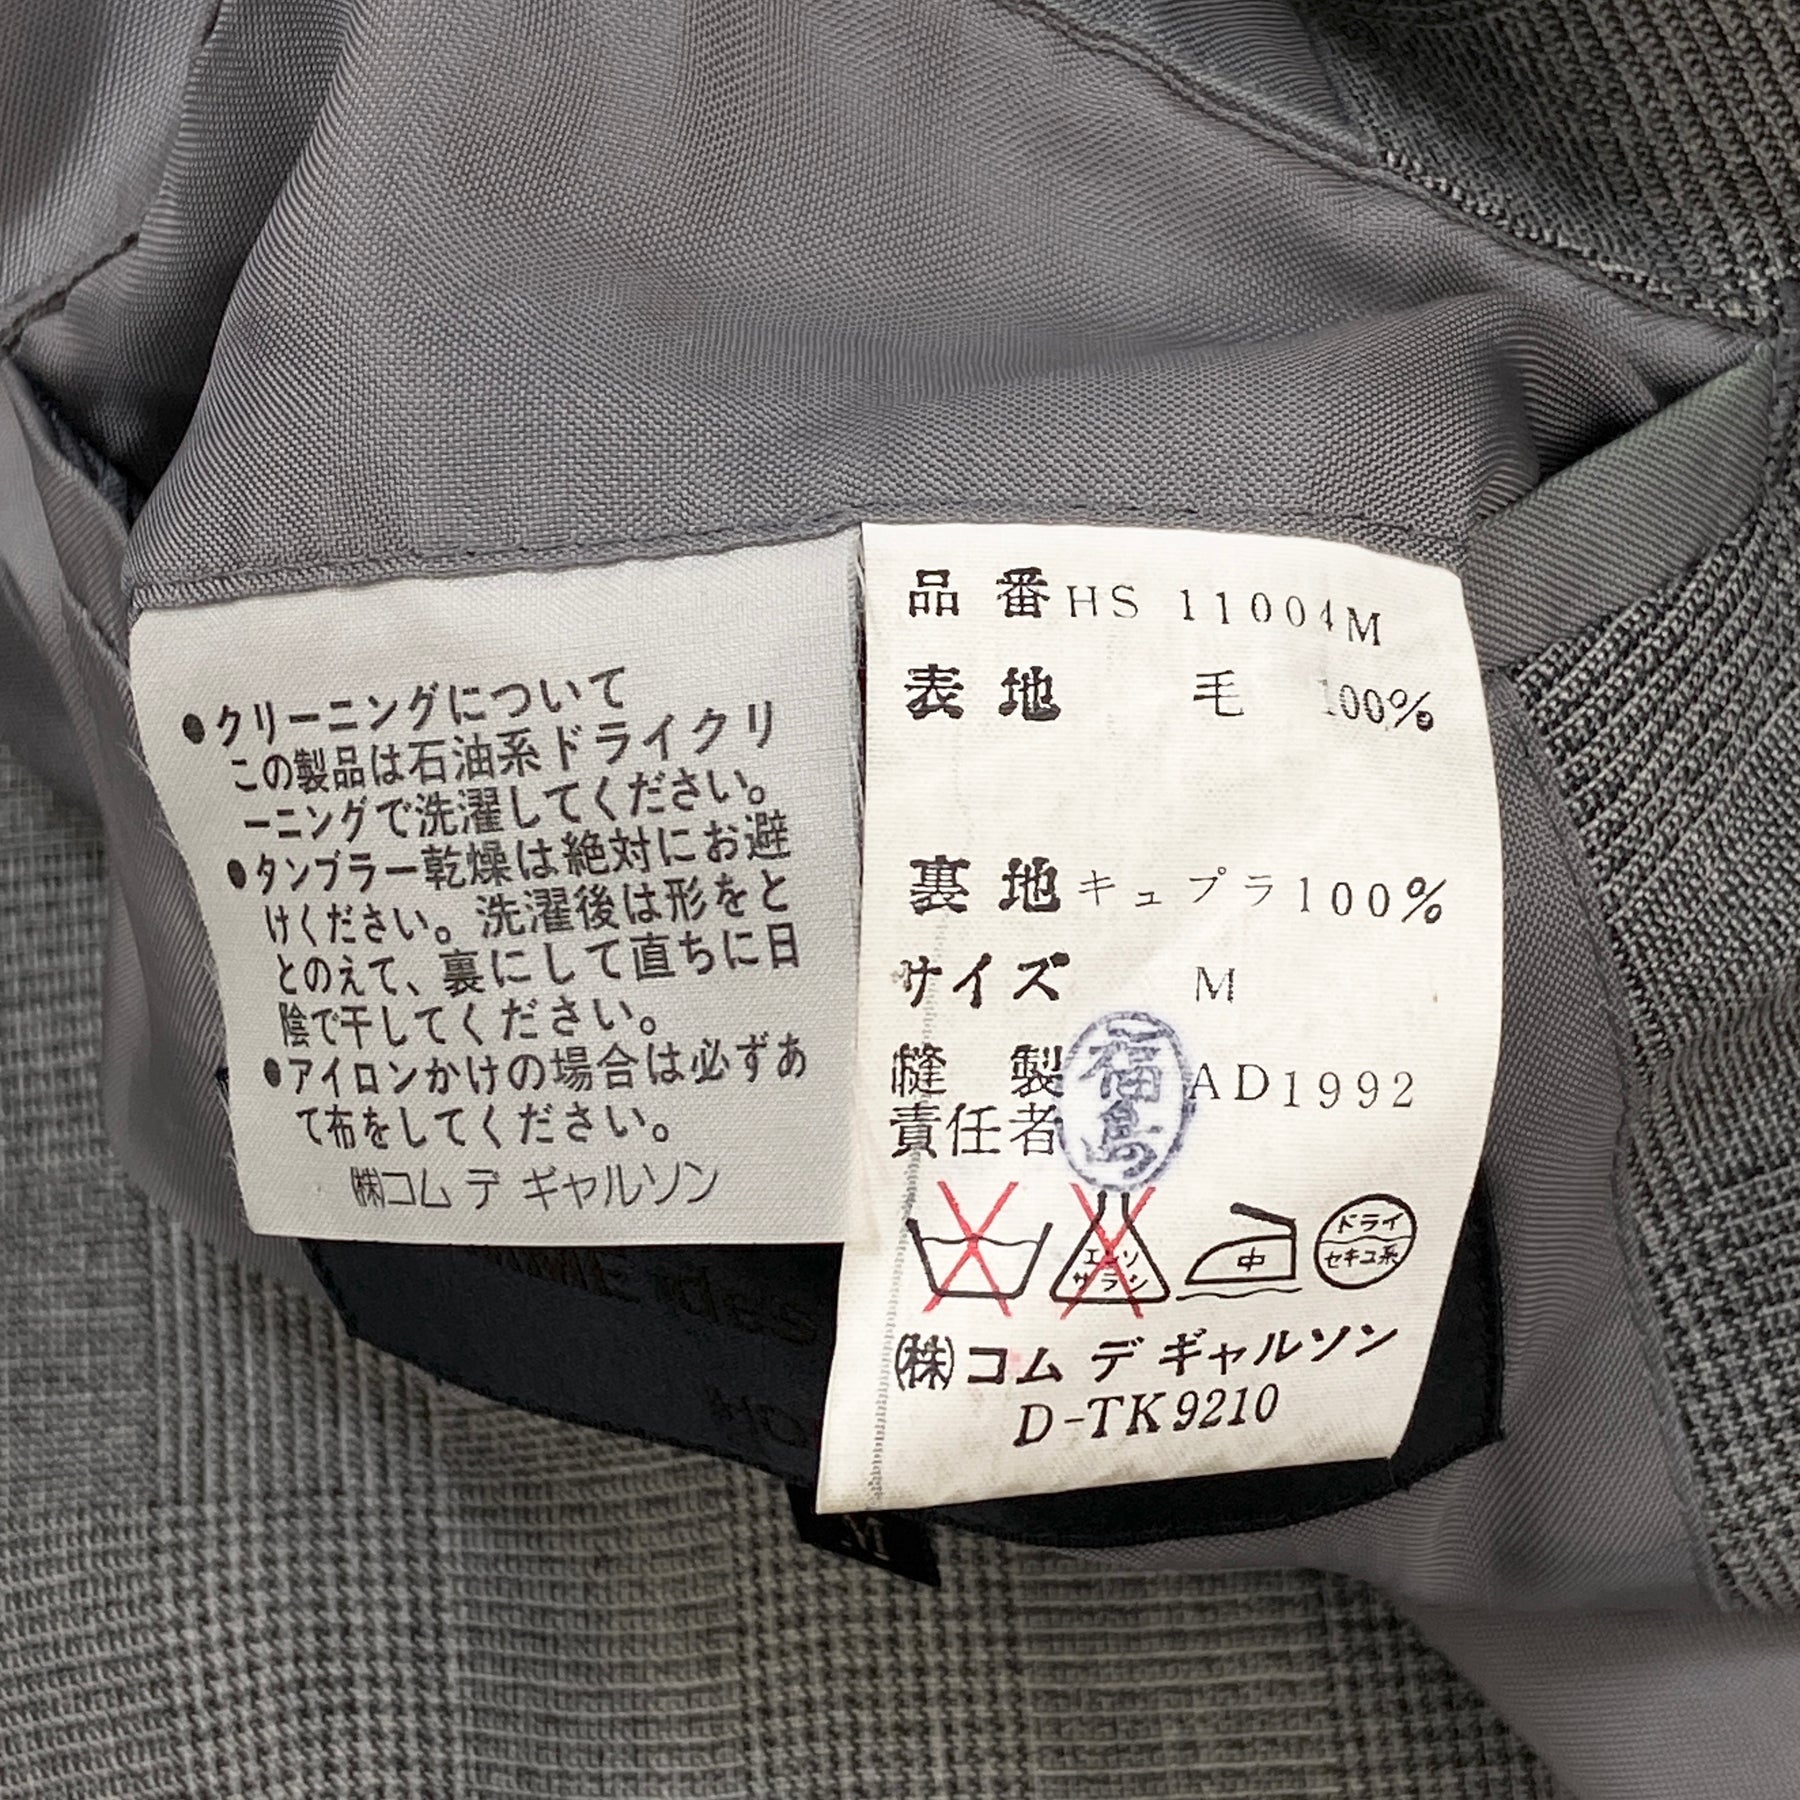 ●クリーニングについて
この製品は石油系ドライクリ
ーニングで洗濯してください。
●タンブラー乾燥は絶対にお避
けください。洗濯後は形をと
とのえて、裏にして直ちに日
陰で干してください。
●アイロンかけの場合は必ずあ
て布をしてください。
㈱コム デ ギャルソン
品番 HS 11004M
表地 毛 100%
裏地 キュプラ100%
サイズ M
縫製 AD1992
責任者
福島
エンソ
サラシ
中
ドライ
セキユ系
㈱コム デ ギャルソン
D-TK9210
des
M